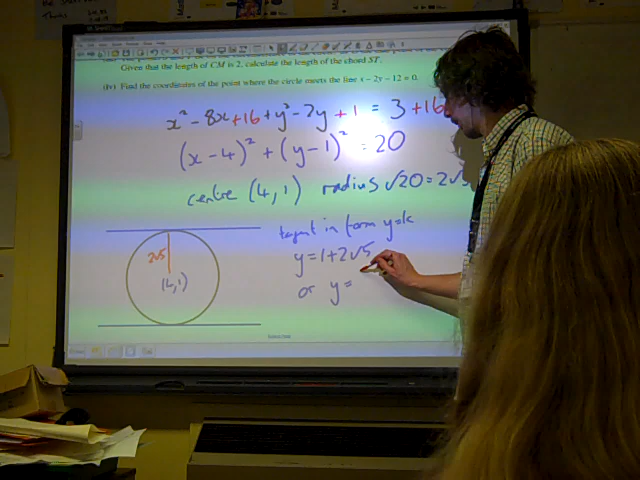 Given that the length of CM is 2, calculate the length of the chord ST.
(iv) Find the coordinates of the point where the circle meets the line x − 2y − 12 = 0.
x² − 8x + 16 + y² − 2y + 1 = 3 + 16
(x − 4)² + (y − 1)² = 20
centre (4, 1) radius √20 = 2√5
tangent in form y = k
y = 1 + 2√5
or y =
2√5
(4, 1)